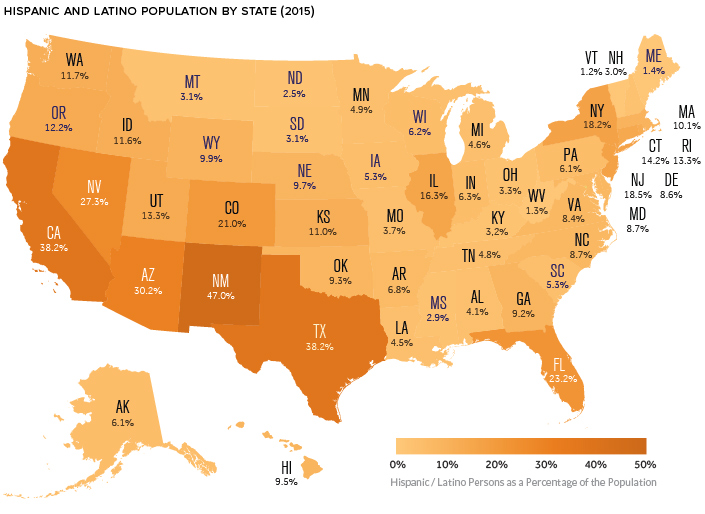 HISPANIC AND LATINO POPULATION BY STATE (2015)
WA
11.7%
MT
3.1%
ND
2.5%
MN
4.9%
VT NH
1.2% 3.0%
ME
1.4%
OR
12.2%
ID
11.6%
WY
9.9%
SD
3.1%
WI
6.2%
MI
4.6%
NY
18.2%
MA
10.1%
CT RI
14.2% 13.3%
NV
27.3%
UT
13.3%
CO
21.0%
NE
9.7%
IA
5.3%
IL
16.3%
IN
6.3%
OH
3.3%
PA
6.1%
NJ DE
18.5% 8.6%
MD
8.7%
CA
38.2%
KS
11.0%
MO
3.7%
KY
3.2%
WV
1.3%
VA
8.4%
AZ
30.2%
NM
47.0%
OK
9.3%
AR
6.8%
TN 4.8%
NC
8.7%
SC
5.3%
TX
38.2%
LA
4.5%
MS
2.9%
AL
4.1%
GA
9.2%
FL
23.2%
AK
6.1%
HI
9.5%
0% 10% 20% 30% 40% 50%
Hispanic / Latino Persons as a Percentage of the Population